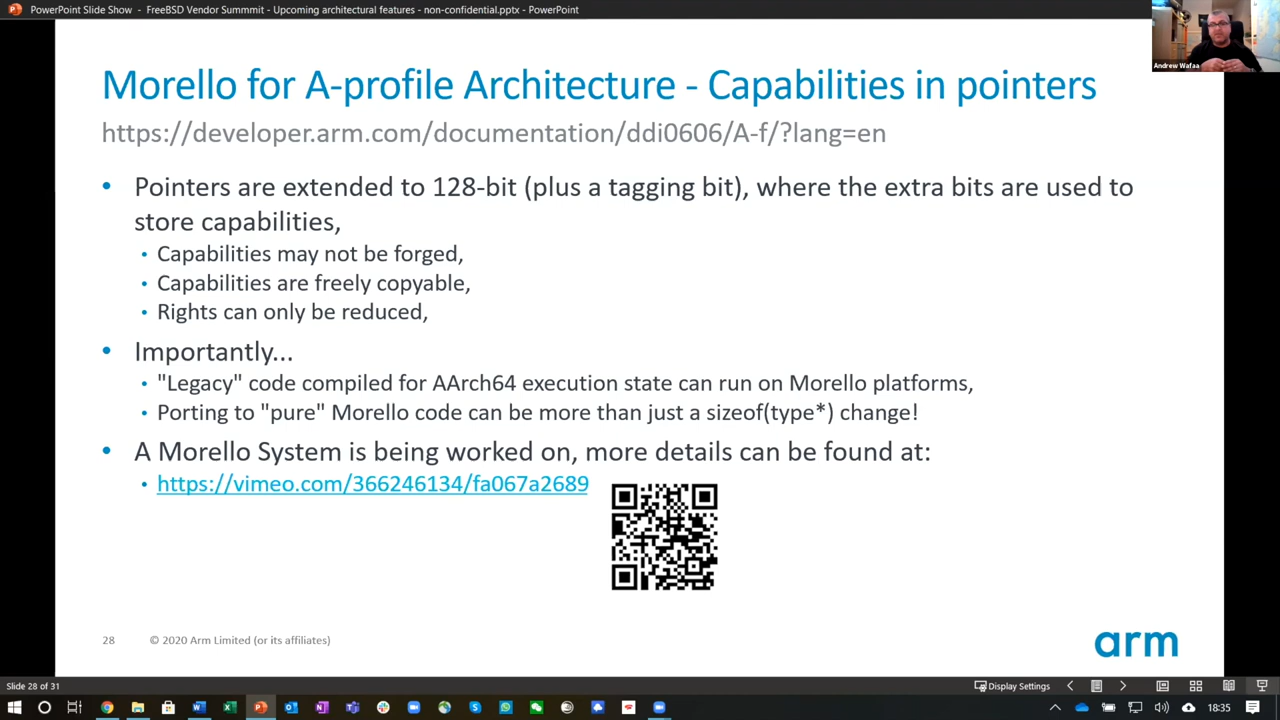 PowerPoint Slide Show - FreeBSD Vendor Summmit - Upcoming architectural features - non-confidential.pptx - PowerPoint
Andrew Wafaa
Morello for A-profile Architecture - Capabilities in pointers
https://developer.arm.com/documentation/ddi0606/A-f/?lang=en
• Pointers are extended to 128-bit (plus a tagging bit), where the extra bits are used to
store capabilities,
• Capabilities may not be forged,
• Capabilities are freely copyable,
• Rights can only be reduced,
• Importantly...
• "Legacy" code compiled for AArch64 execution state can run on Morello platforms,
• Porting to "pure" Morello code can be more than just a sizeof(type*) change!
• A Morello System is being worked on, more details can be found at:
• https://vimeo.com/366246134/fa067a2689
28 © 2020 Arm Limited (or its affiliates)
arm
Slide 28 of 31
Display Settings
18:35